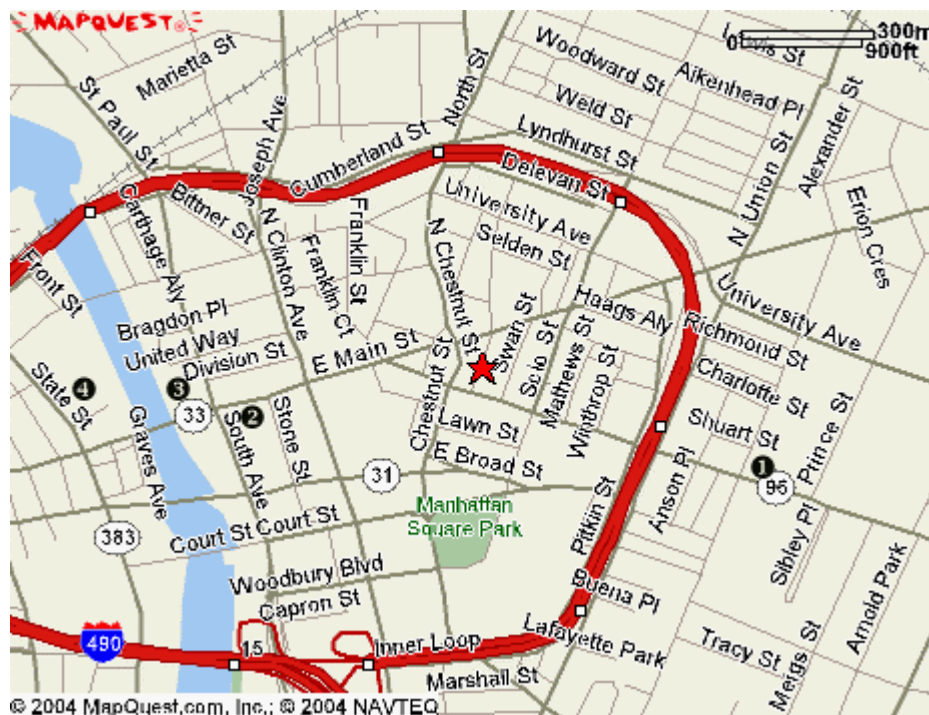 MAPQUEST®
300m
0
900ft
Lewis St
Marietta St
St Paul St
Joseph Ave
North St
Woodward St
Aikenhead Pl
Weld St
Alexander St
Lyndhurst St
Cumberland St
Delevan St
N Union St
Erion Cres
Carthage Aly
Bittner St
University Ave
Selden St
Front St
N Clinton Ave
Franklin St
Franklin Ct
N Chestnut St
Haags Aly
University Ave
Bragdon Pl
United Way
Division St
E Main St
Swan St
Scio St
Mathews St
Winthrop St
Richmond St
Charlotte St
State St
4
3
33
2
Graves Ave
South Ave
Stone St
Chestnut St
Lawn St
E Broad St
Shuart St
Prince St
1
96
31
Manhattan
Square Park
Pitkin St
Anson Pl
Sibley Pl
383
Court St
Court St
Woodbury Blvd
Capron St
Buena Pl
Arnold Park
490
15
Inner Loop
Lafayette Park
Tracy St
Meigs St
Marshall St
© 2004 MapQuest.com, Inc.; © 2004 NAVTEQ